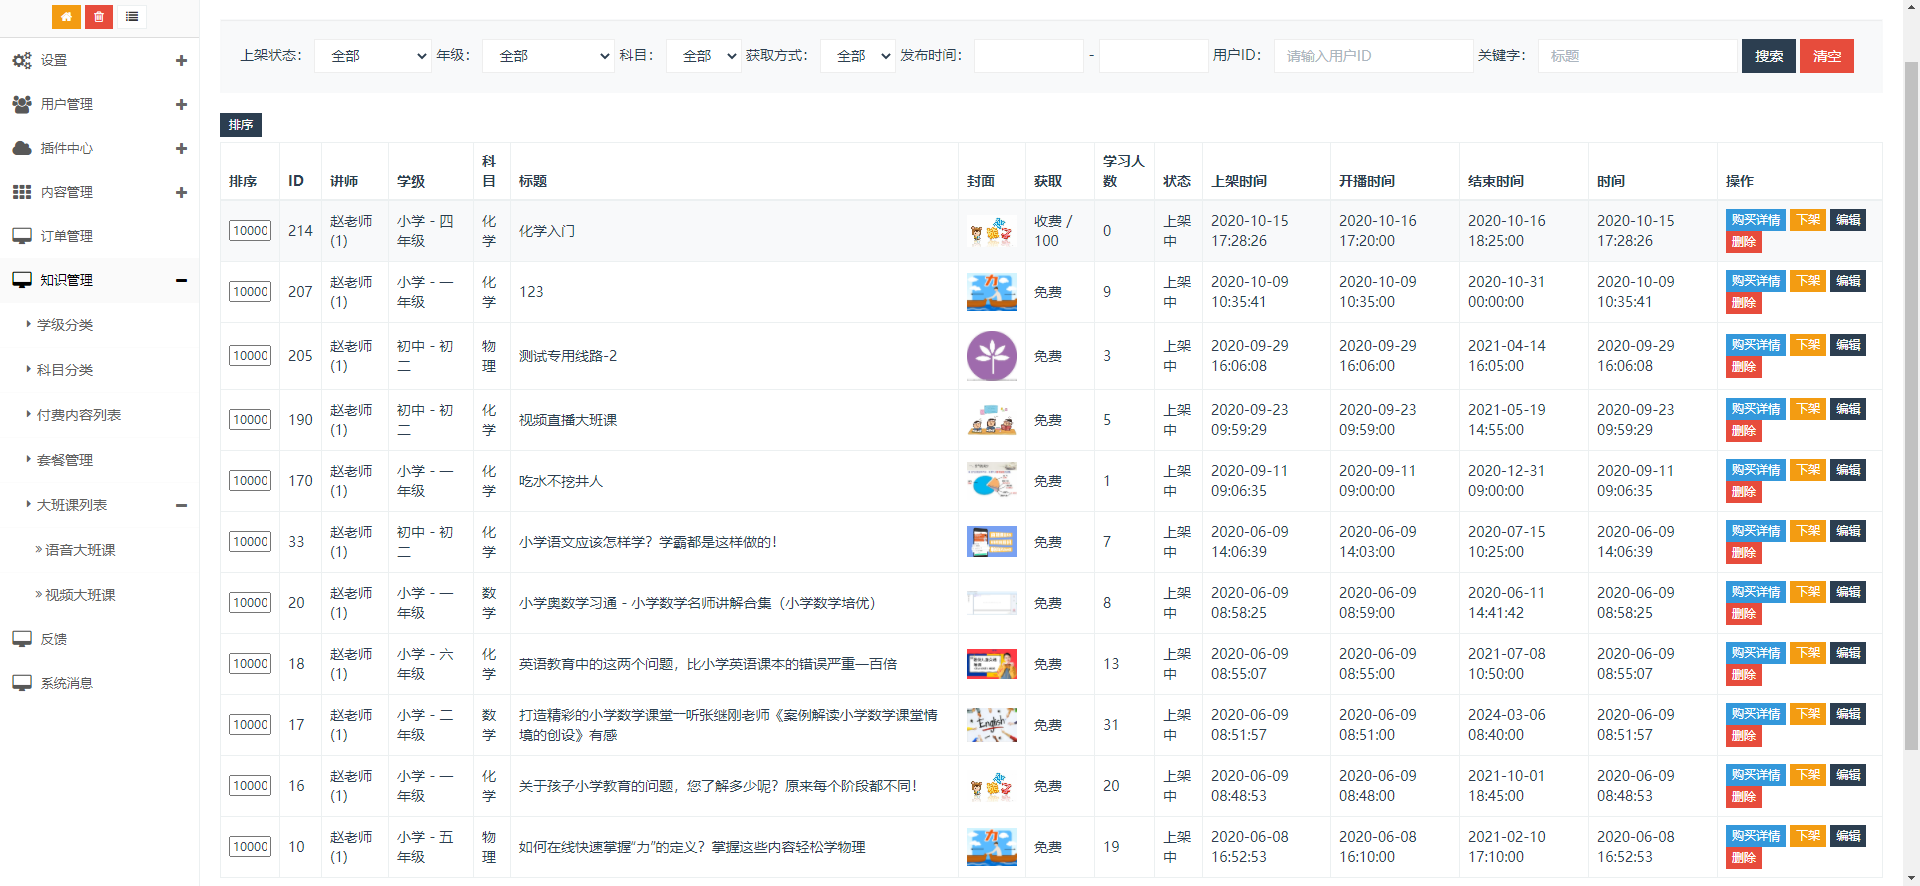 设置
用户管理
插件中心
内容管理
订单管理
知识管理
学级分类
科目分类
付费内容列表
套餐管理
大班课列表
语音大班课
视频大班课
反馈
系统消息
上架状态： 全部 年级： 全部 科目： 全部 获取方式： 全部 发布时间： - 用户ID： 请输入用户ID 关键字： 标题 搜索 清空
排序
排序 ID 讲师 学级 科目 标题 封面 获取 学习人数 状态 上架时间 开播时间 结束时间 时间 操作
10000 214 赵老师(1) 小学 - 四年级 化学 化学入门 收费 / 100 0 上架中 2020-10-15 17:28:26 2020-10-16 17:20:00 2020-10-16 18:25:00 2020-10-15 17:28:26 购买详情 下架 编辑 删除
10000 207 赵老师(1) 小学 - 一年级 化学 123 力 免费 9 上架中 2020-10-09 10:35:41 2020-10-09 10:35:00 2020-10-31 00:00:00 2020-10-09 10:35:41 购买详情 下架 编辑 删除
10000 205 赵老师(1) 初中 - 初二 物理 测试专用线路-2 免费 3 上架中 2020-09-29 16:06:08 2020-09-29 16:06:00 2021-04-14 16:05:00 2020-09-29 16:06:08 购买详情 下架 编辑 删除
10000 190 赵老师(1) 初中 - 初二 化学 视频直播大班课 免费 5 上架中 2020-09-23 09:59:29 2020-09-23 09:59:00 2021-05-19 14:55:00 2020-09-23 09:59:29 购买详情 下架 编辑 删除
10000 170 赵老师(1) 小学 - 一年级 化学 吃水不挖井人 免费 1 上架中 2020-09-11 09:06:35 2020-09-11 09:00:00 2020-12-31 09:00:00 2020-09-11 09:06:35 购买详情 下架 编辑 删除
10000 33 赵老师(1) 初中 - 初二 化学 小学语文应该怎样学？学霸都是这样做的！ 免费 7 上架中 2020-06-09 14:06:39 2020-06-09 14:03:00 2020-07-15 10:25:00 2020-06-09 14:06:39 购买详情 下架 编辑 删除
10000 20 赵老师(1) 小学 - 一年级 数学 小学奥数学习通 - 小学数学名师讲解合集（小学数学培优） 免费 8 上架中 2020-06-09 08:58:25 2020-06-09 08:59:00 2020-06-11 14:41:42 2020-06-09 08:58:25 购买详情 下架 编辑 删除
10000 18 赵老师(1) 小学 - 六年级 化学 英语教育中的这两个问题，比小学英语课本的错误严重一百倍 免费 13 上架中 2020-06-09 08:55:07 2020-06-09 08:55:00 2021-07-08 10:50:00 2020-06-09 08:55:07 购买详情 下架 编辑 删除
10000 17 赵老师(1) 小学 - 二年级 数学 打造精彩的小学数学课堂一听张继刚老师《案例解读小学数学课堂情境的创设》有感 English 免费 31 上架中 2020-06-09 08:51:57 2020-06-09 08:51:00 2024-03-06 08:40:00 2020-06-09 08:51:57 购买详情 下架 编辑 删除
10000 16 赵老师(1) 小学 - 一年级 化学 关于孩子小学教育的问题，您了解多少呢？原来每个阶段都不同！ 免费 20 上架中 2020-06-09 08:48:53 2020-06-09 08:48:00 2021-10-01 18:45:00 2020-06-09 08:48:53 购买详情 下架 编辑 删除
10000 10 赵老师(1) 小学 - 五年级 物理 如何在线快速掌握“力”的定义？掌握这些内容轻松学物理 力 免费 19 上架中 2020-06-08 16:52:53 2020-06-08 16:10:00 2021-02-10 17:10:00 2020-06-08 16:52:53 购买详情 下架 编辑 删除